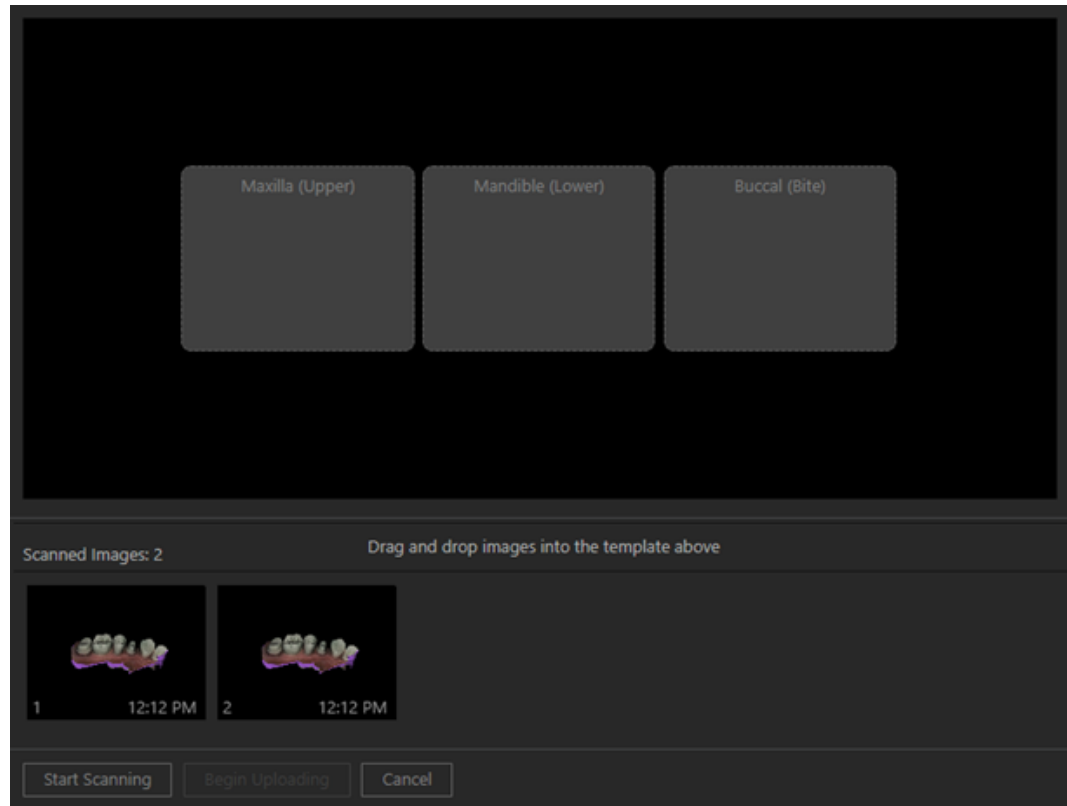 Maxilla (Upper)
Mandible (Lower)
Buccal (Bite)
Scanned Images: 2
Drag and drop images into the template above
1 12:12 PM
2 12:12 PM
Start Scanning
Begin Uploading
Cancel